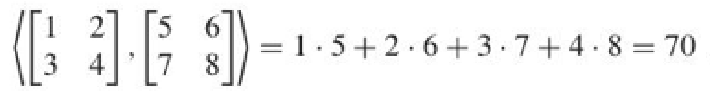 ⟨[1 2; 3 4], [5 6; 7 8]⟩ = 1 · 5 + 2 · 6 + 3 · 7 + 4 · 8 = 70